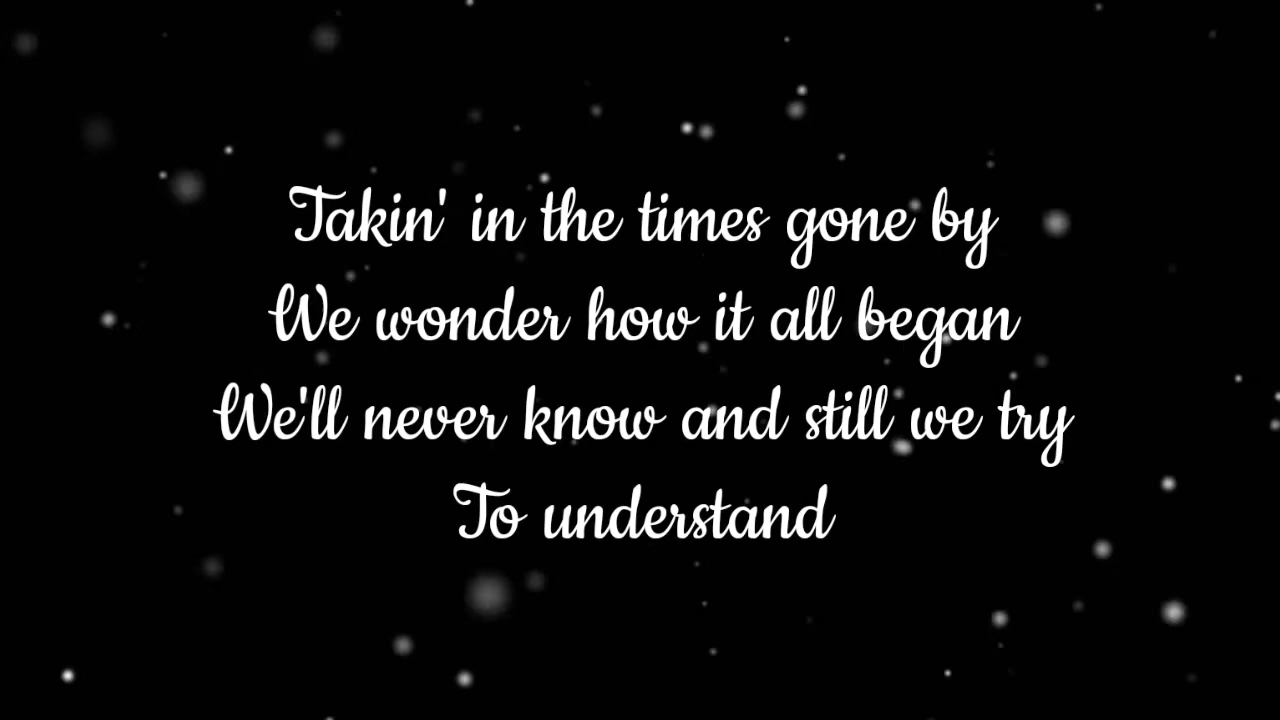 Takin' in the times gone by
We wonder how it all began
We'll never know and still we try
To understand